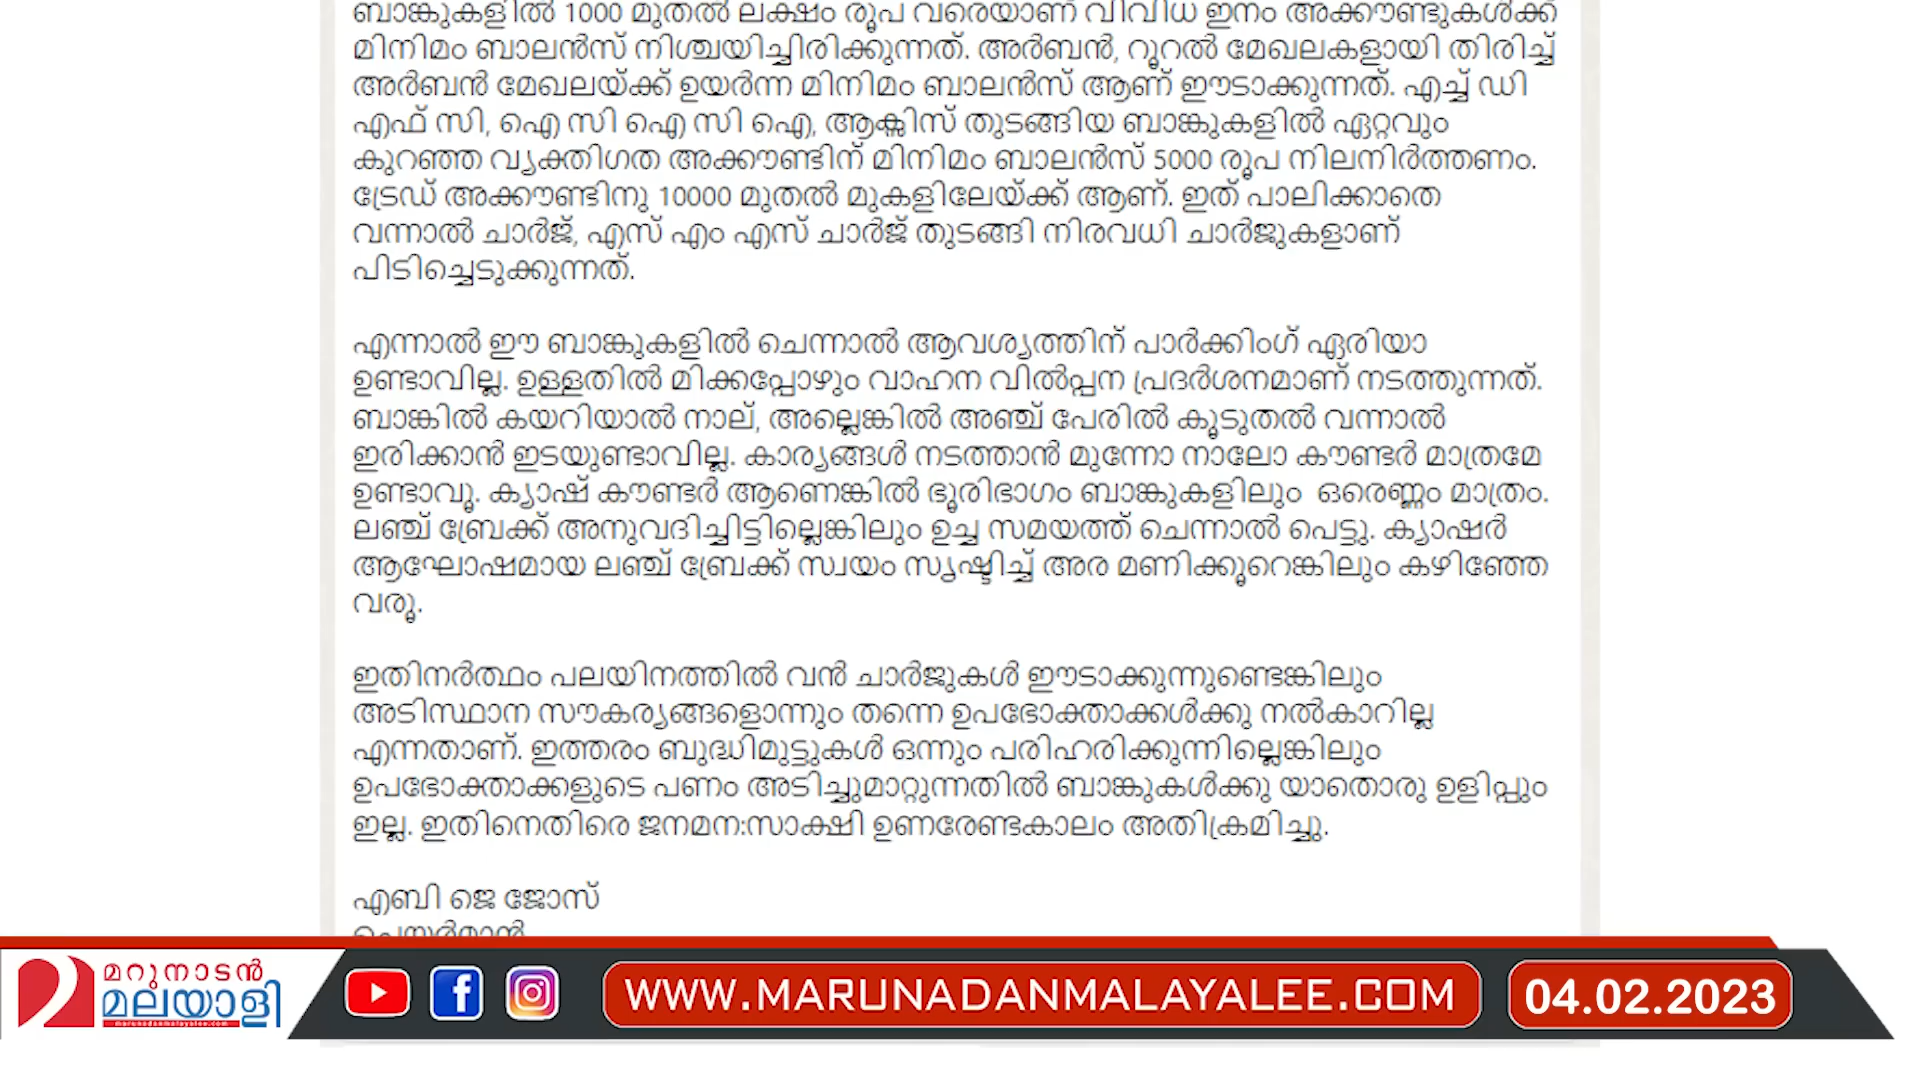 ബാങ്കുകളിൽ 1000 മുതൽ ലക്ഷം രൂപ വരെയാണ് വിവിധ ഇനം അക്കൗണ്ടുകൾക്ക്
മിനിമം ബാലൻസ് നിശ്ചയിച്ചിരിക്കുന്നത്. അർബൻ, റൂറൽ മേഖലകളായി തിരിച്ച്
അർബൻ മേഖലയ്ക്ക് ഉയർന്ന മിനിമം ബാലൻസ് ആണ് ഈടാക്കുന്നത്. എച്ച് ഡി
എഫ് സി, ഐ സി ഐ സി ഐ, ആക്സിസ് തുടങ്ങിയ ബാങ്കുകളിൽ ഏറ്റവും
കുറഞ്ഞ വ്യക്തിഗത അക്കൗണ്ടിന് മിനിമം ബാലൻസ് 5000 രൂപ നിലനിർത്തണം.
ട്രേഡ് അക്കൗണ്ടിനു 10000 മുതൽ മുകളിലേയ്ക്ക് ആണ്. ഇത് പാലിക്കാതെ
വന്നാൽ ചാർജ്, എസ് എം എസ് ചാർജ് തുടങ്ങി നിരവധി ചാർജുകളാണ്
പിടിച്ചെടുക്കുന്നത്.
എന്നാൽ ഈ ബാങ്കുകളിൽ ചെന്നാൽ ആവശ്യത്തിന് പാർക്കിംഗ് ഏരിയാ
ഉണ്ടാവില്ല. ഉള്ളതിൽ മിക്കപ്പോഴും വാഹന വിൽപ്പന പ്രദർശനമാണ് നടത്തുന്നത്.
ബാങ്കിൽ കയറിയാൽ നാല്, അല്ലെങ്കിൽ അഞ്ച് പേരിൽ കൂടുതൽ വന്നാൽ
ഇരിക്കാൻ ഇടയുണ്ടാവില്ല. കാര്യങ്ങൾ നടത്താൻ മുന്നോ നാലോ കൗണ്ടർ മാത്രമേ
ഉണ്ടാവൂ. ക്യാഷ് കൗണ്ടർ ആണെങ്കിൽ ഭൂരിഭാഗം ബാങ്കുകളിലും ഒരെണ്ണം മാത്രം.
ലഞ്ച് ബ്രേക്ക് അനുവദിച്ചിട്ടില്ലെങ്കിലും ഉച്ച സമയത്ത് ചെന്നാൽ പെട്ടു. ക്യാഷർ
ആഘോഷമായ ലഞ്ച് ബ്രേക്ക് സ്വയം സൃഷ്ടിച്ച് അര മണിക്കൂറെങ്കിലും കഴിഞ്ഞേ
വരൂ.
ഇതിനർത്ഥം പലയിനത്തിൽ വൻ ചാർജുകൾ ഈടാക്കുന്നുണ്ടെങ്കിലും
അടിസ്ഥാന സൗകര്യങ്ങളൊന്നും തന്നെ ഉപഭോക്താക്കൾക്കു നൽകാറില്ല
എന്നതാണ്. ഇത്തരം ബുദ്ധിമുട്ടുകൾ ഒന്നും പരിഹരിക്കുന്നില്ലെങ്കിലും
ഉപഭോക്താക്കളുടെ പണം അടിച്ചുമാറ്റുന്നതിൽ ബാങ്കുകൾക്കു യാതൊരു ഉളിപ്പും
ഇല്ല. ഇതിനെതിരെ ജനമന:സാക്ഷി ഉണരേണ്ടകാലം അതിക്രമിച്ചു.
എബി ജെ ജോസ്
ചെയർമാൻ
മറുനാടൻ
മലയാളി
marunadanmalayalee.com
WWW.MARUNADANMALAYALEE.COM
04.02.2023